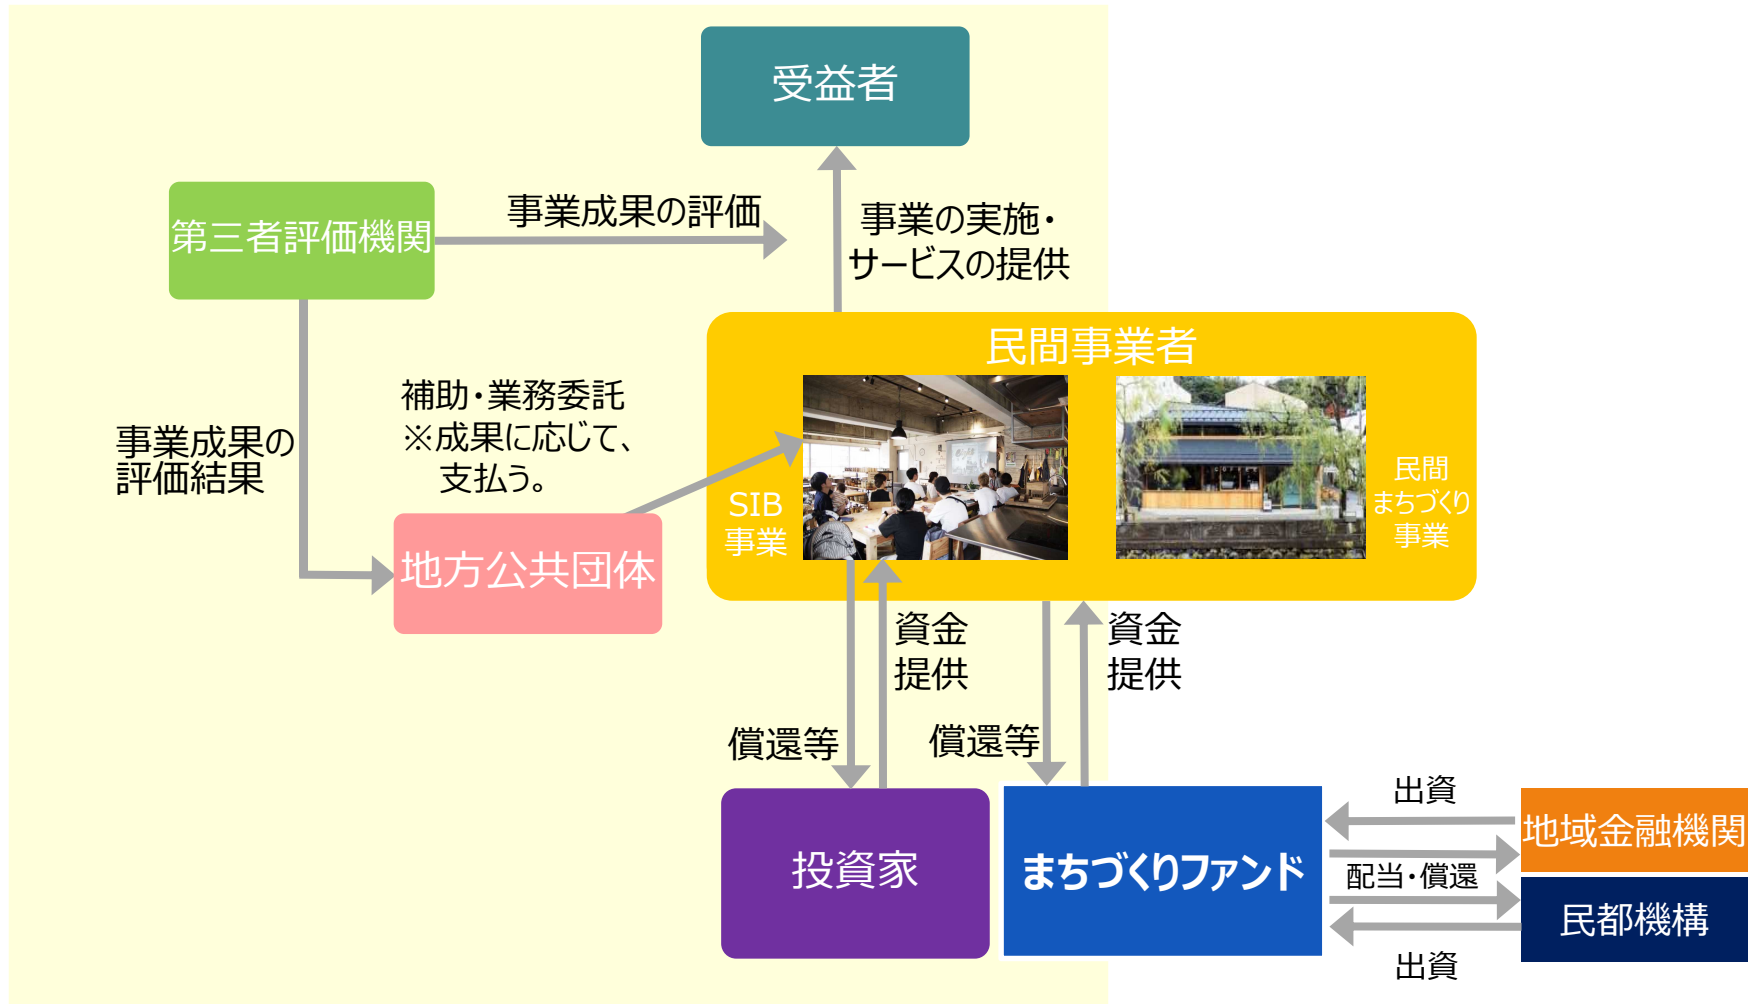 受益者
第三者評価機関
事業成果の評価
事業の実施・
サービスの提供
民間事業者
補助・業務委託
※成果に応じて、
支払う。
事業成果の
評価結果
SIB
事業
民間
まちづくり
事業
地方公共団体
資金
提供
資金
提供
償還等
償還等
投資家
まちづくりファンド
出資
地域金融機関
配当・償還
民都機構
出資